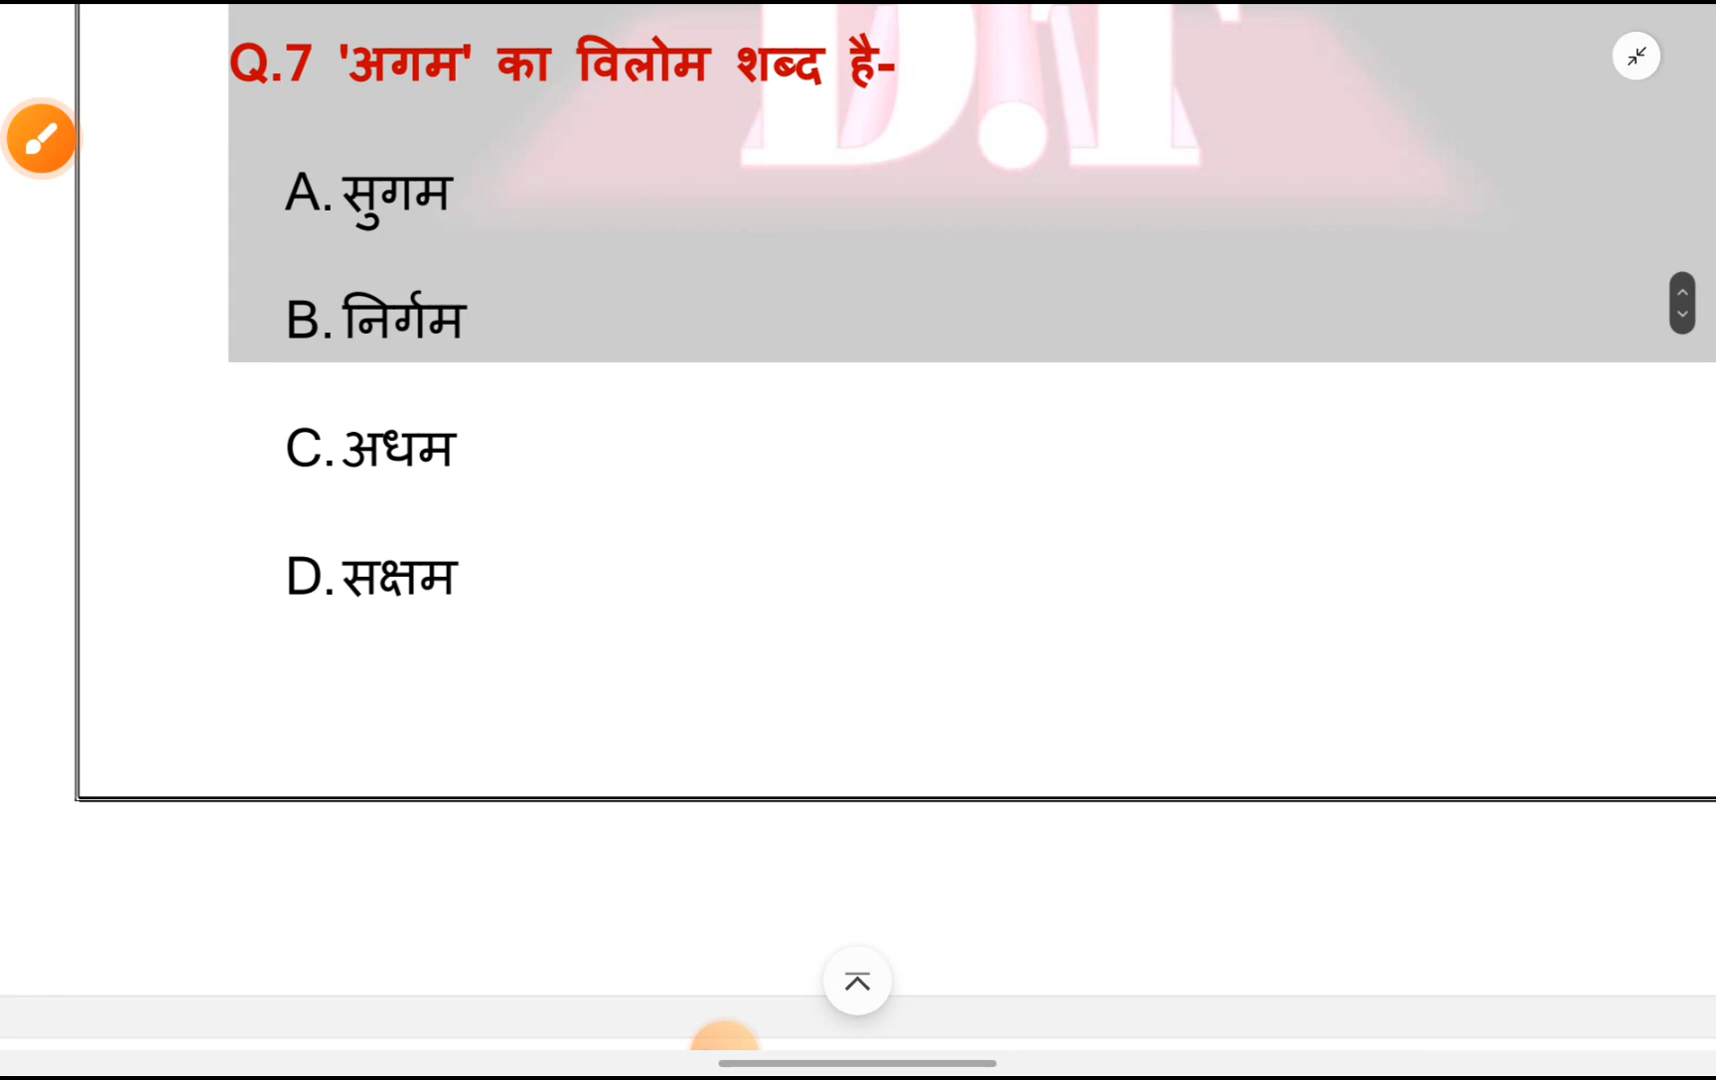 Q.7 'अगम' का विलोम शब्द है-
A. सुगम
B. निर्गम
C. अधम
D. सक्षम